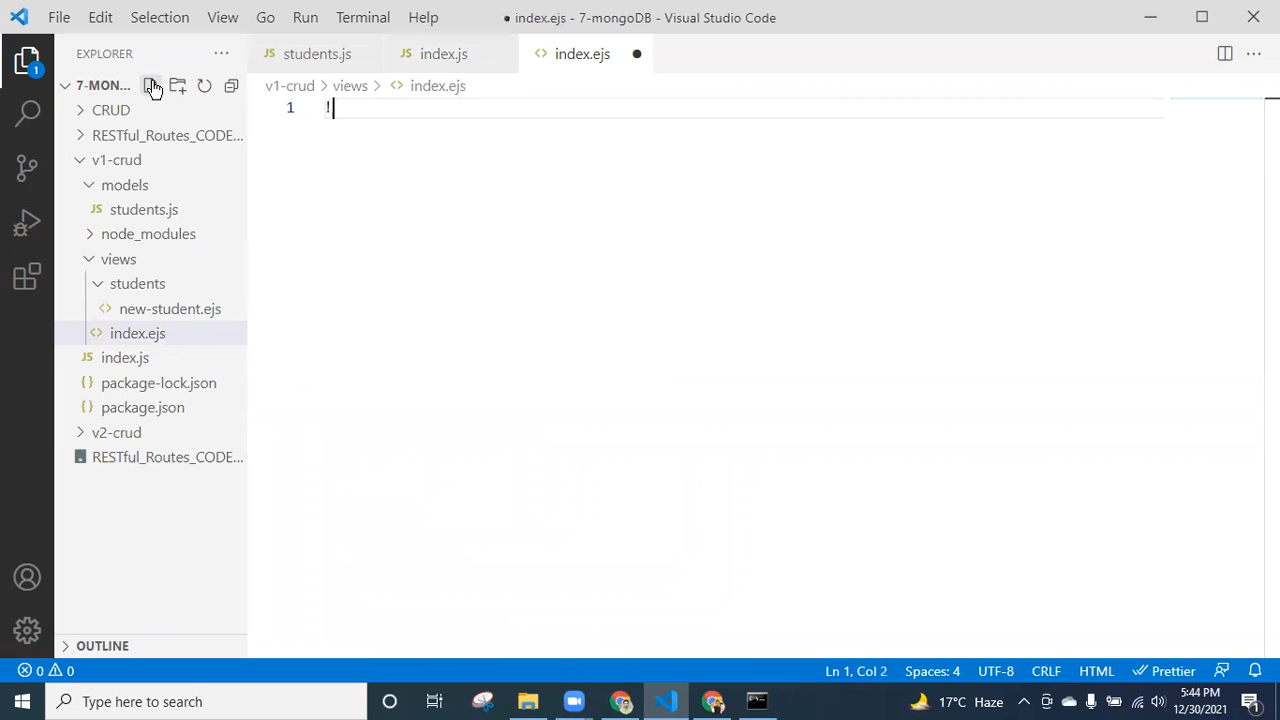 File Edit Selection View Go Run Terminal Help
● index.ejs - 7-mongoDB - Visual Studio Code
EXPLORER
students.js
index.js
index.ejs
7-MON...
v1-crud > views > index.ejs
1 !
CRUD
RESTful_Routes_CODE...
v1-crud
models
students.js
node_modules
views
students
new-student.ejs
index.ejs
index.js
package-lock.json
package.json
v2-crud
RESTful_Routes_CODE...
1
OUTLINE
0 0
Ln 1, Col 2 Spaces: 4 UTF-8 CRLF HTML Prettier
Type here to search
17°C Haze
5:44 PM
12/30/2021
1